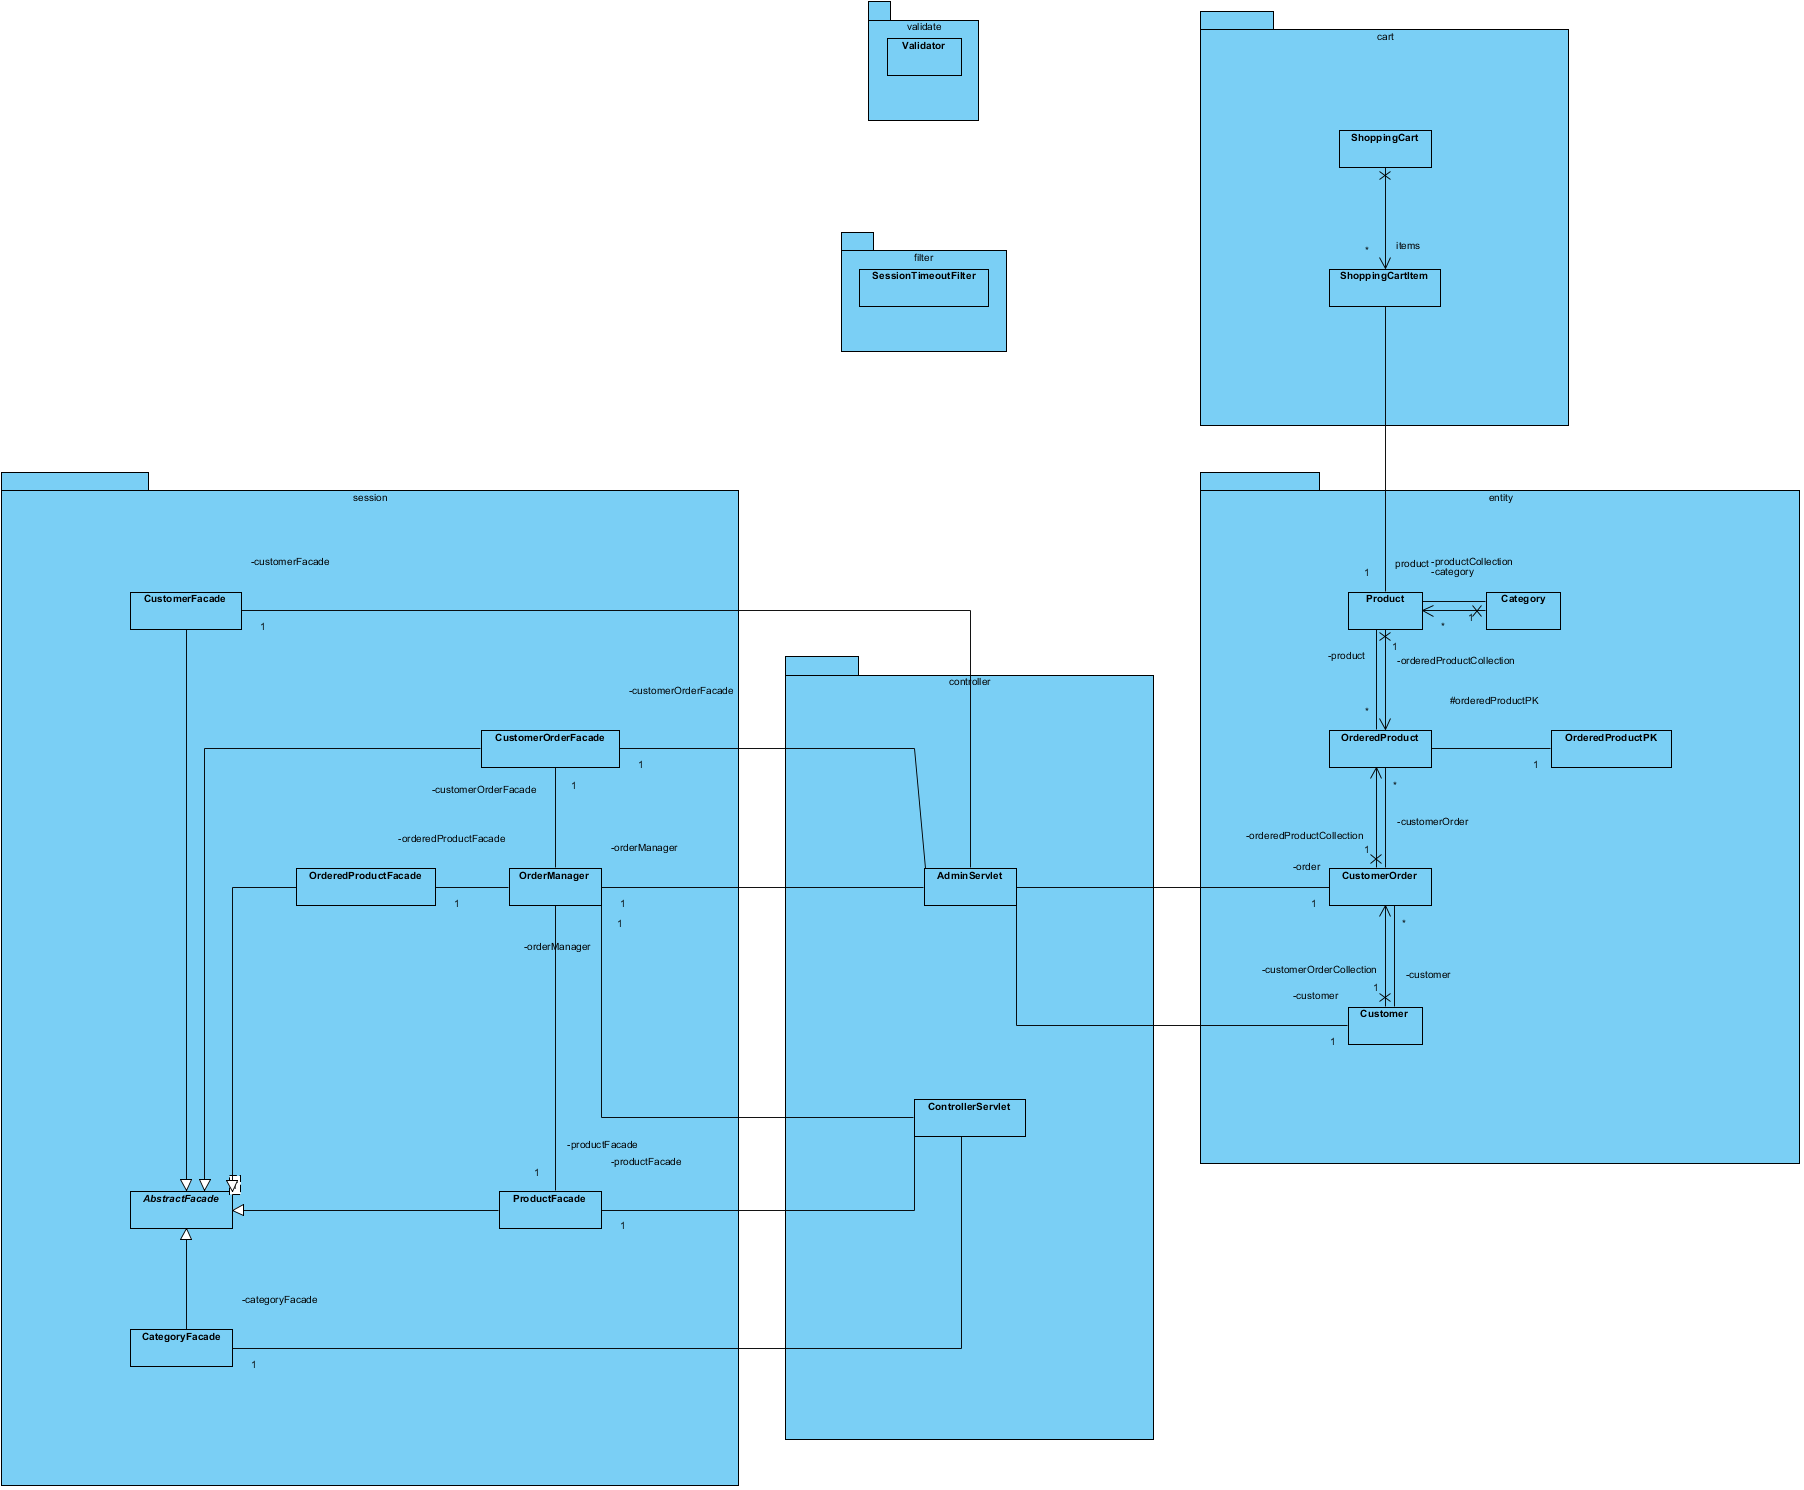 validate
Validator
cart
ShoppingCart
filter
SessionTimeoutFilter
*
items
ShoppingCartItem
session
entity
-customerFacade
CustomerFacade
1
1
product
-productCollection
-category
Product
Category
*
1
-product
1
-orderedProductCollection
controller
-customerOrderFacade
#orderedProductPK
*
CustomerOrderFacade
1
1
-customerOrderFacade
OrderedProduct
OrderedProductPK
*
1
-orderedProductFacade
-orderManager
-customerOrder
-orderedProductCollection
1
-order
OrderedProductFacade
1
OrderManager
1
1
-orderManager
AdminServlet
CustomerOrder
1
*
-customerOrderCollection
-customer
1
-customer
Customer
1
ControllerServlet
-productFacade
-productFacade
1
AbstractFacade
ProductFacade
1
-categoryFacade
CategoryFacade
1